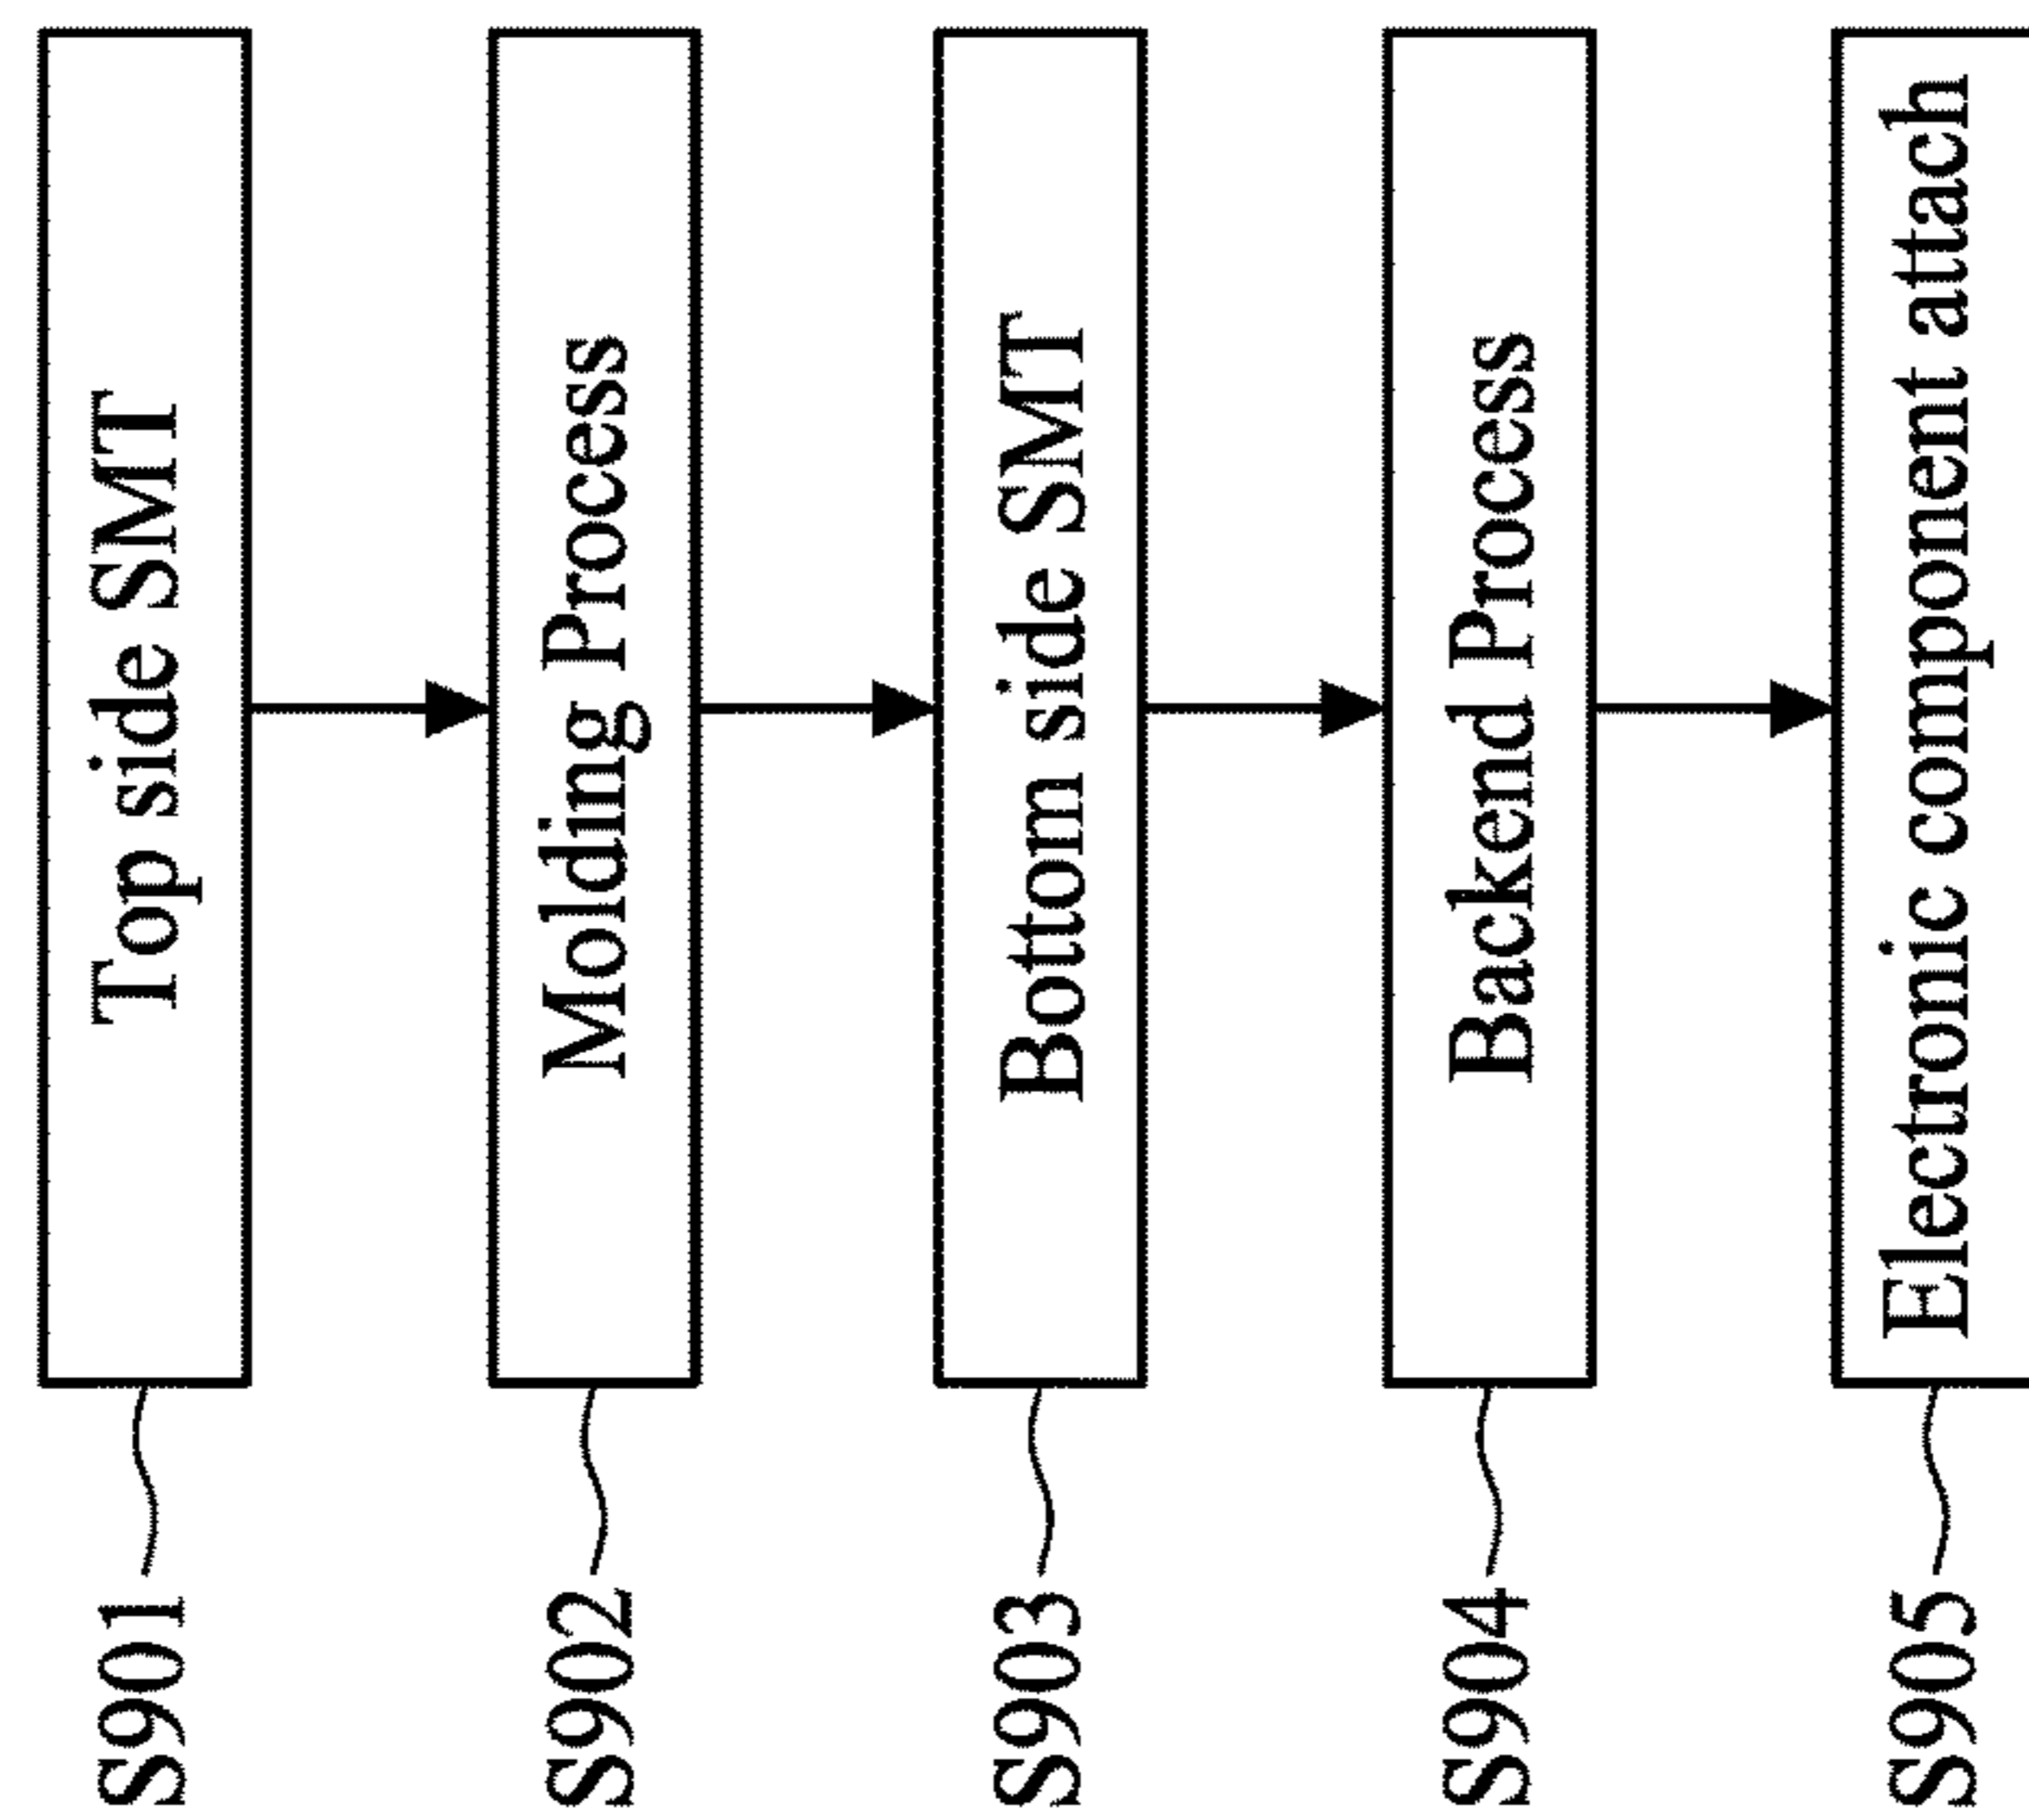 S901 Top side SMT
S902 Molding Process
S903 Bottom side SMT
S904 Backend Process
S905 Electronic component attach